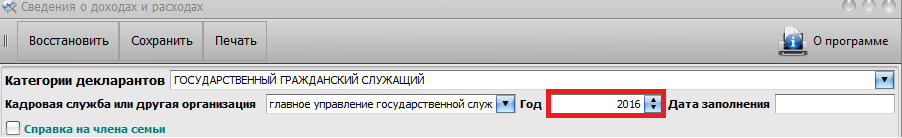 Сведения о доходах и расходах
Восстановить Сохранить Печать О программе
Категории декларантов ГОСУДАРСТВЕННЫЙ ГРАЖДАНСКИЙ СЛУЖАЩИЙ
Кадровая служба или другая организация главное управление государственной служ Год 2016 Дата заполнения
Справка на члена семьи